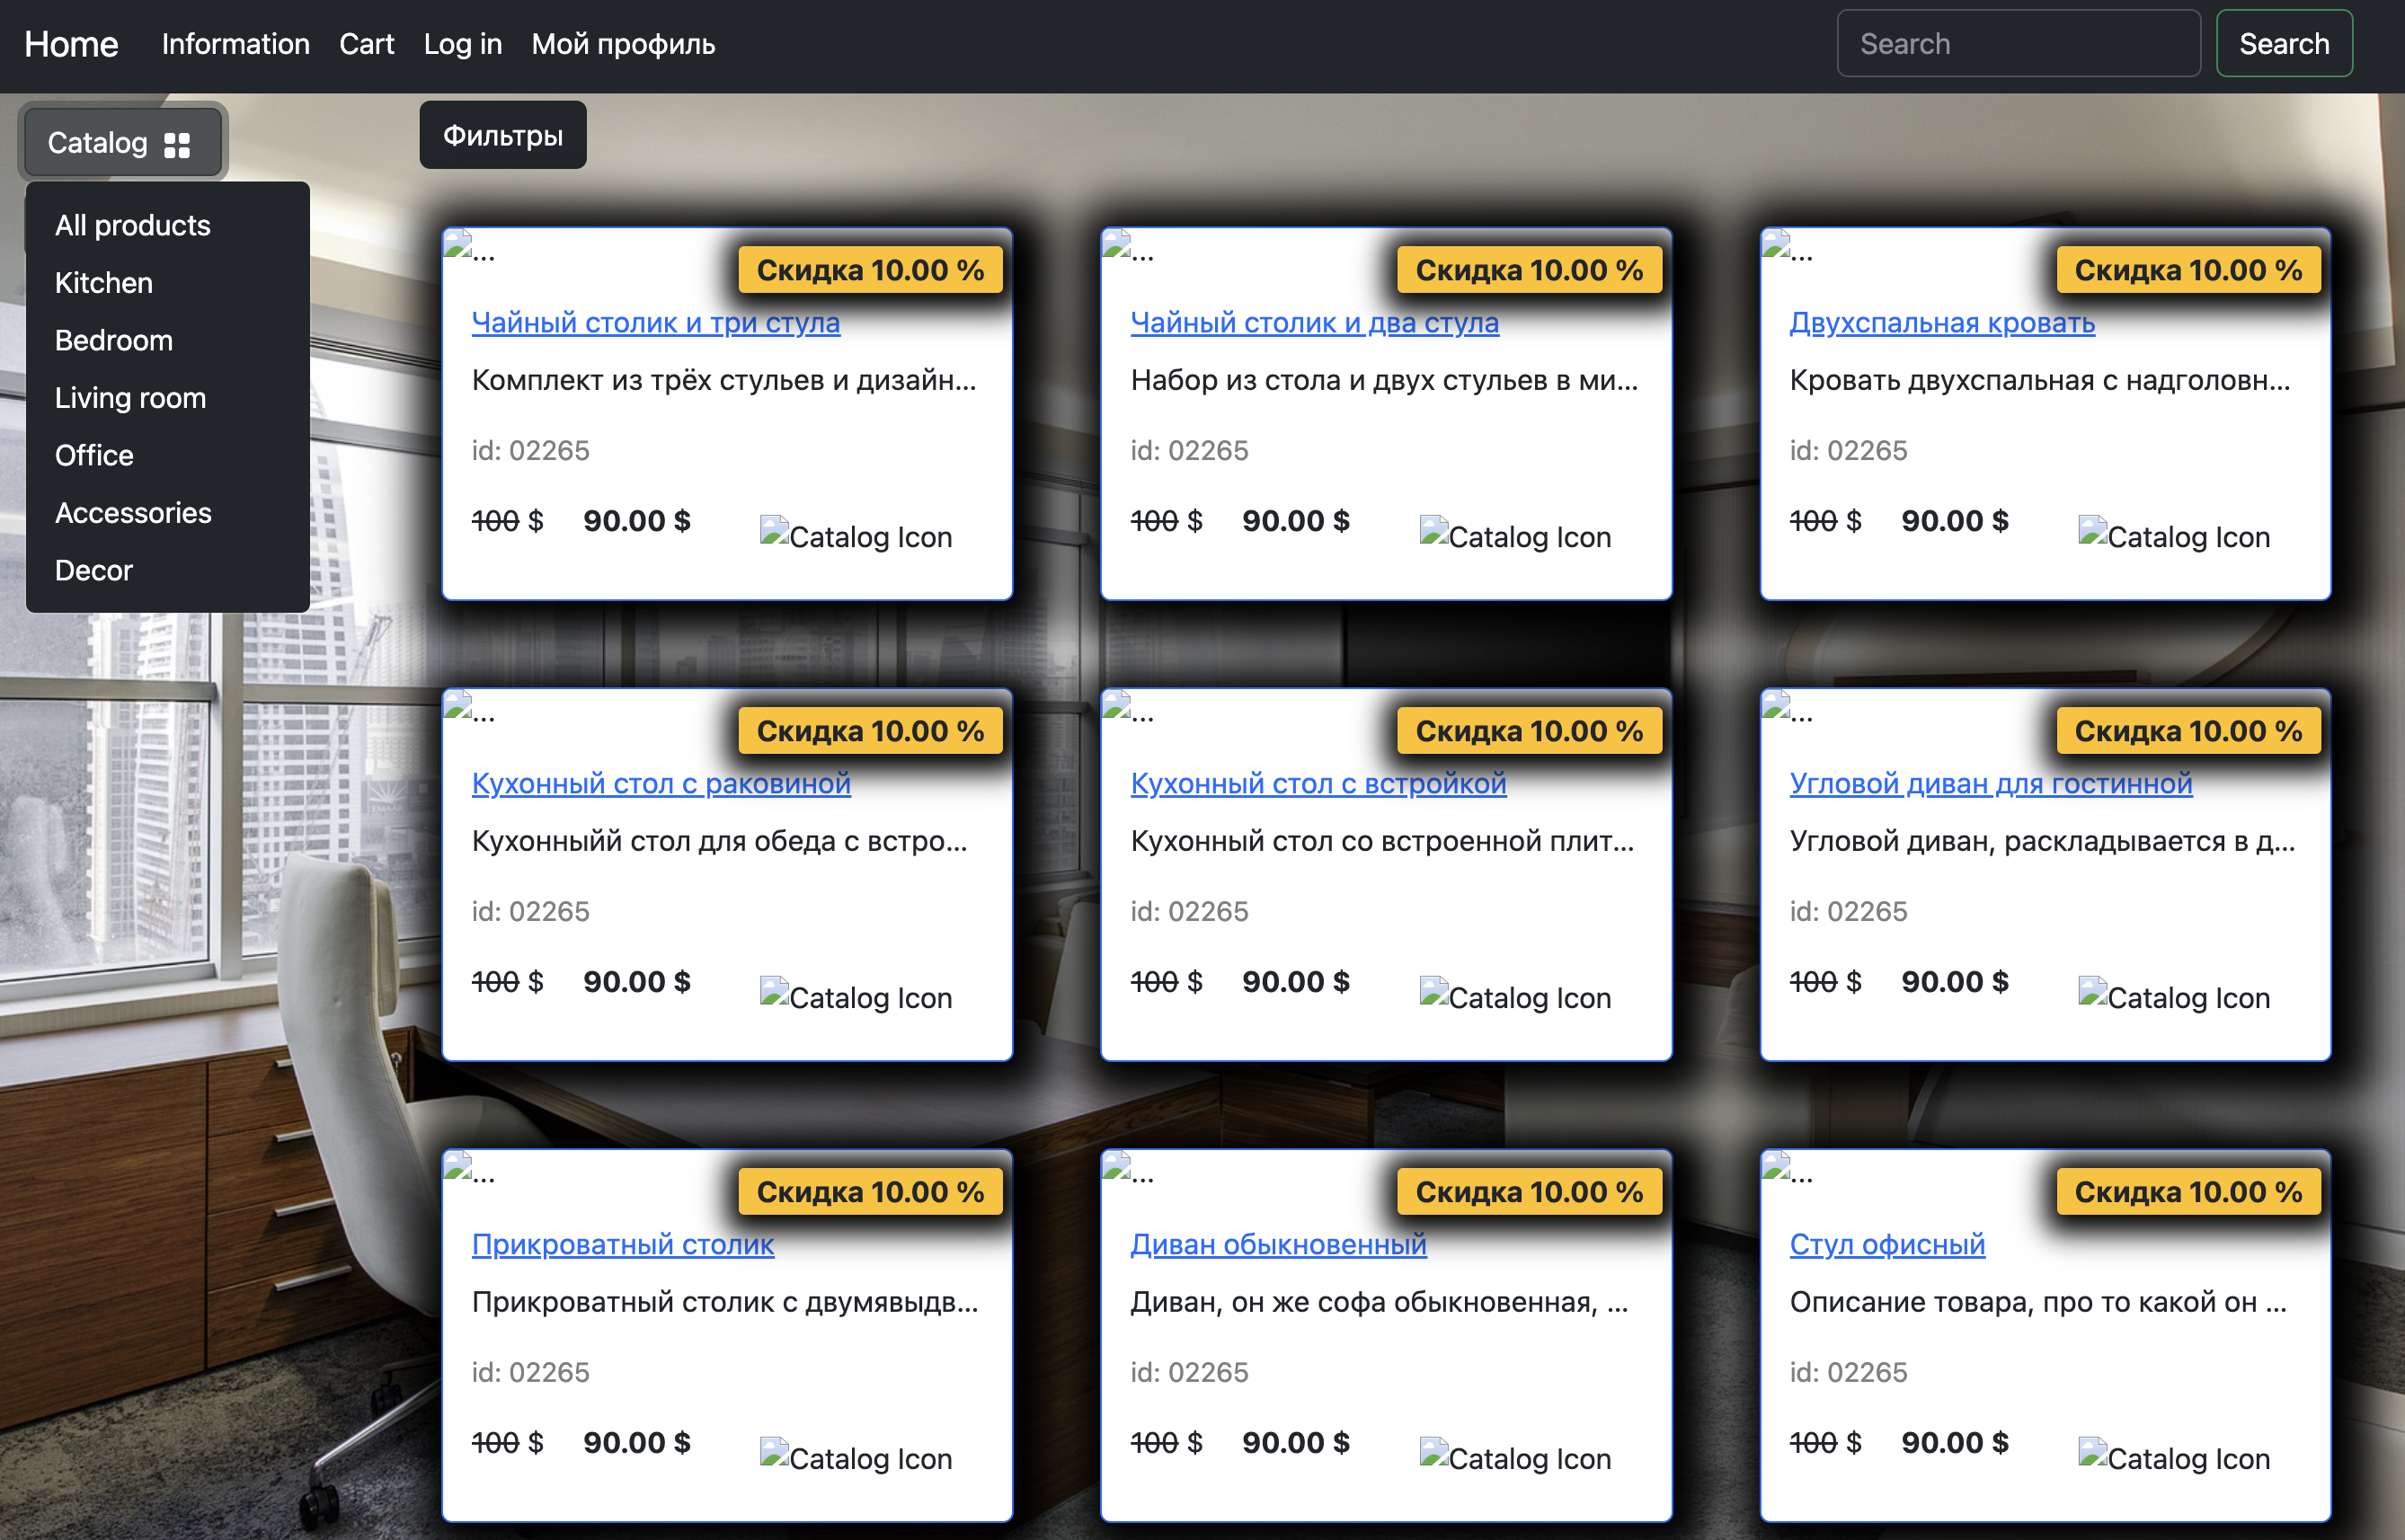 Home Information Cart Log in Мой профиль Search Search
Catalog Фильтры
All products
Kitchen
Bedroom
Living room
Office
Accessories
Decor
... Скидка 10.00 % ... Скидка 10.00 % ... Скидка 10.00 %
Чайный столик и три стула Чайный столик и два стула Двухспальная кровать
Комплект из трёх стульев и дизайн... Набор из стола и двух стульев в ми... Кровать двухспальная с надголовн...
id: 02265 id: 02265 id: 02265
100 $ 90.00 $ Catalog Icon 100 $ 90.00 $ Catalog Icon 100 $ 90.00 $ Catalog Icon
... Скидка 10.00 % ... Скидка 10.00 % ... Скидка 10.00 %
Кухонный стол с раковиной Кухонный стол с встройкой Угловой диван для гостинной
Кухонныйй стол для обеда с встро... Кухонный стол со встроенной плит... Угловой диван, раскладывается в д...
id: 02265 id: 02265 id: 02265
100 $ 90.00 $ Catalog Icon 100 $ 90.00 $ Catalog Icon 100 $ 90.00 $ Catalog Icon
... Скидка 10.00 % ... Скидка 10.00 % ... Скидка 10.00 %
Прикроватный столик Диван обыкновенный Стул офисный
Прикроватный столик с двумявыдв... Диван, он же софа обыкновенная, ... Описание товара, про то какой он ...
id: 02265 id: 02265 id: 02265
100 $ 90.00 $ Catalog Icon 100 $ 90.00 $ Catalog Icon 100 $ 90.00 $ Catalog Icon